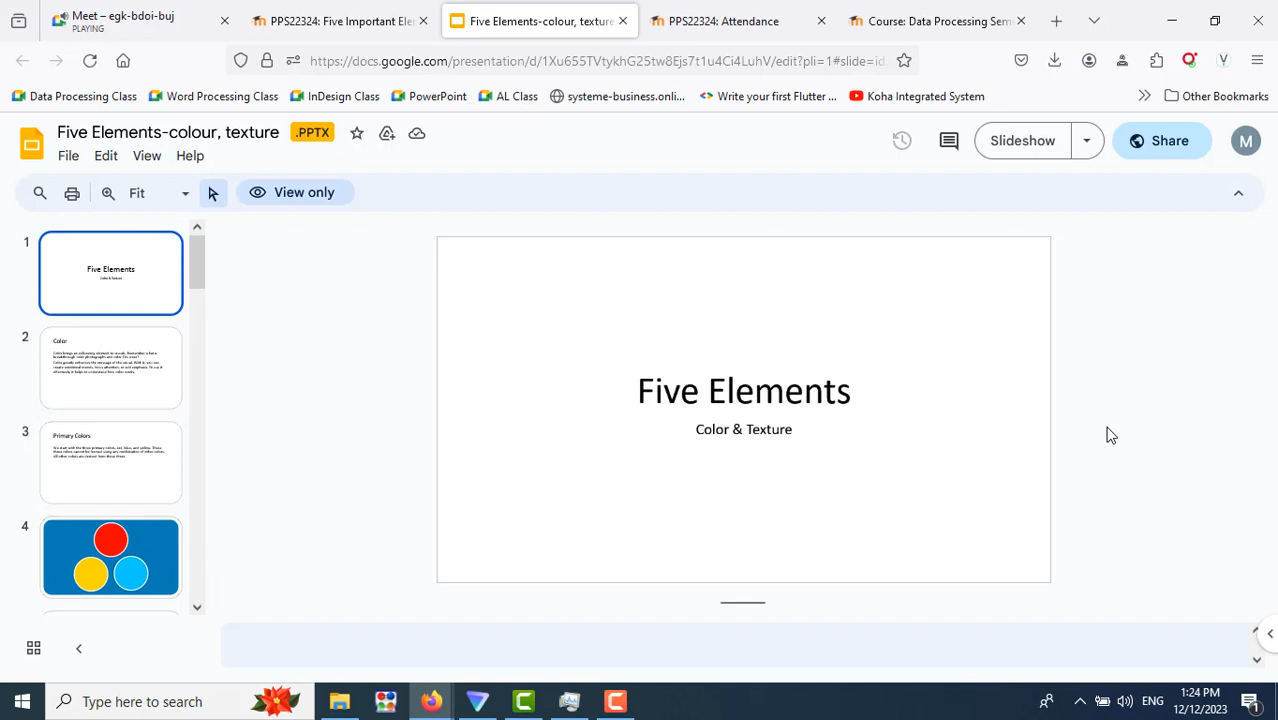 Meet – egk-bdoi-buj
PLAYING
PPS22324: Five Important Ele
Five Elements-colour, texture
PPS22324: Attendance
Course: Data Processing Sem
https://docs.google.com/presentation/d/1Xu655TVtykhG25tw8Ejs7t1u4Ci4LuhV/edit?pli=1#slide=id
Data Processing Class
Word Processing Class
InDesign Class
PowerPoint
AL Class
systeme-business.onli...
Write your first Flutter ...
Koha Integrated System
Other Bookmarks
Five Elements-colour, texture
.PPTX
File Edit View Help
Slideshow
Share
M
Fit
View only
1
Five Elements
Color & Texture
2
Color
3
Primary Colors
4
Five Elements
Color & Texture
Type here to search
ENG
1:24 PM
12/12/2023
1